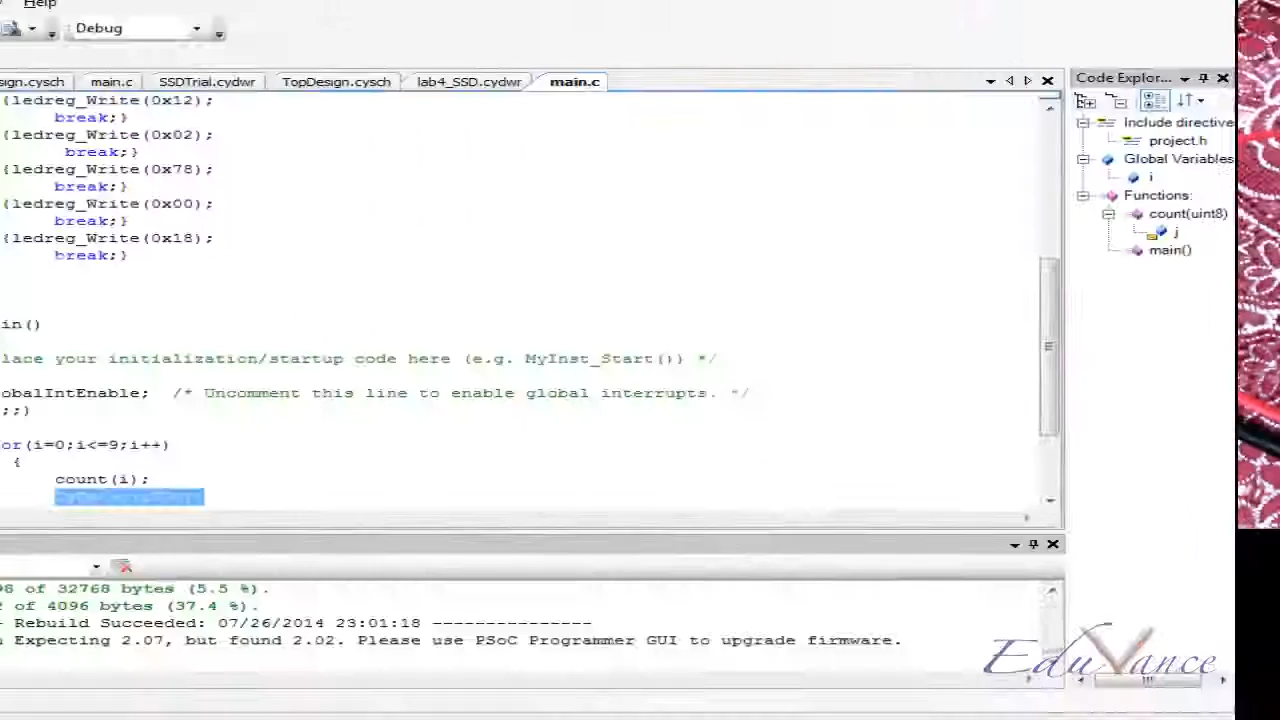 Help
Debug
sign.cysch main.c SSDTrial.cydwr TopDesign.cysch lab4_SSD.cydwr main.c
Code Explor...
{ledreg_Write(0x12);
break;}
{ledreg_Write(0x02);
break;}
{ledreg_Write(0x78);
break;}
{ledreg_Write(0x00);
break;}
{ledreg_Write(0x18);
break;}
in()
lace your initialization/startup code here (e.g. MyInst_Start()) */
obalIntEnable; /* Uncomment this line to enable global interrupts. */
;;)
or(i=0;i<=9;i++)
{
count(i);
Include directive
project.h
Global Variables
i
Functions:
count(uint8)
j
main()
98 of 32768 bytes (5.5 %).
2 of 4096 bytes (37.4 %).
- Rebuild Succeeded: 07/26/2014 23:01:18 ---------------
Expecting 2.07, but found 2.02. Please use PSoC Programmer GUI to upgrade firmware.
EduVance